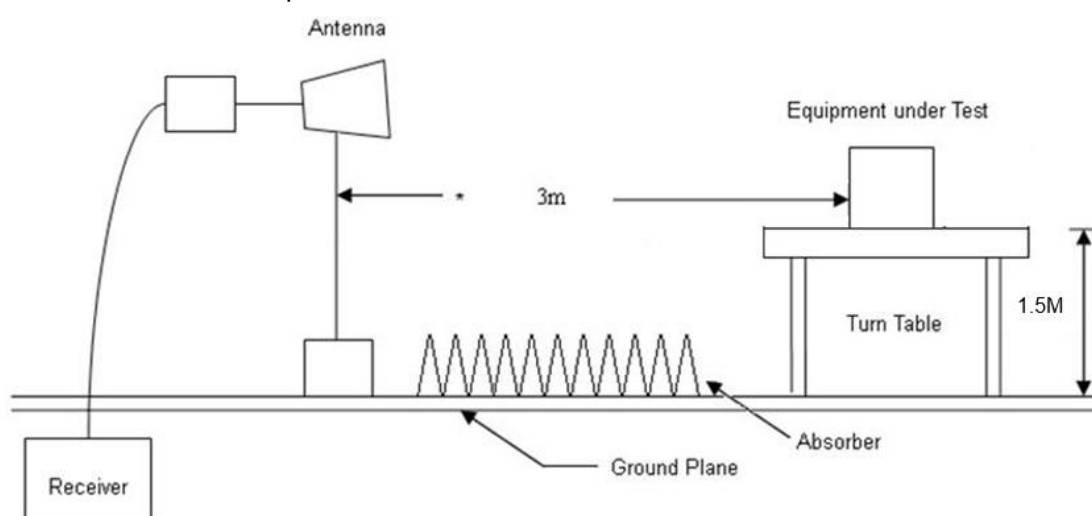 Antenna
Equipment under Test
* 3m
1.5M
Turn Table
Absorber
Ground Plane
Receiver